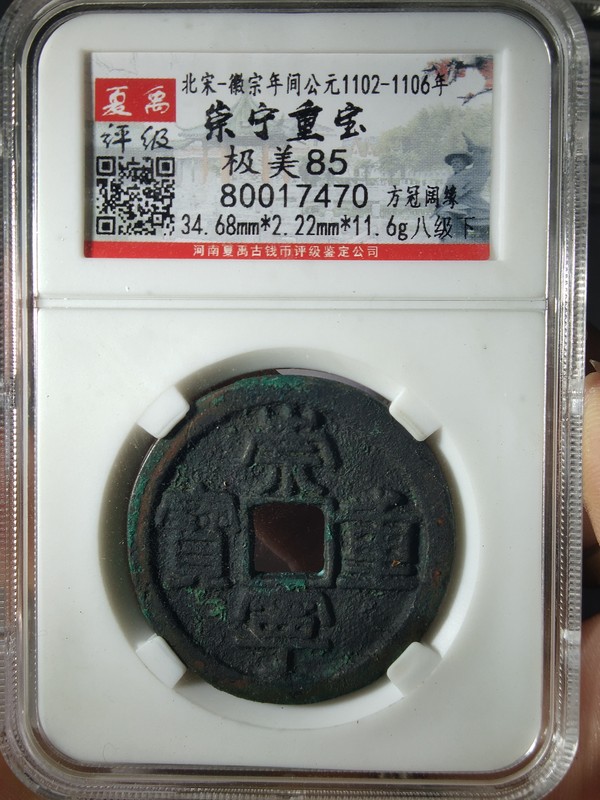 北宋-徽宗年间公元1102-1106年
夏禹
评级
崇宁重宝
极美85
80017470 方冠阔缘
34.68mm*2.22mm*11.6g八级下
河南夏禹古钱币评级鉴定公司
崇
寳 重
寧